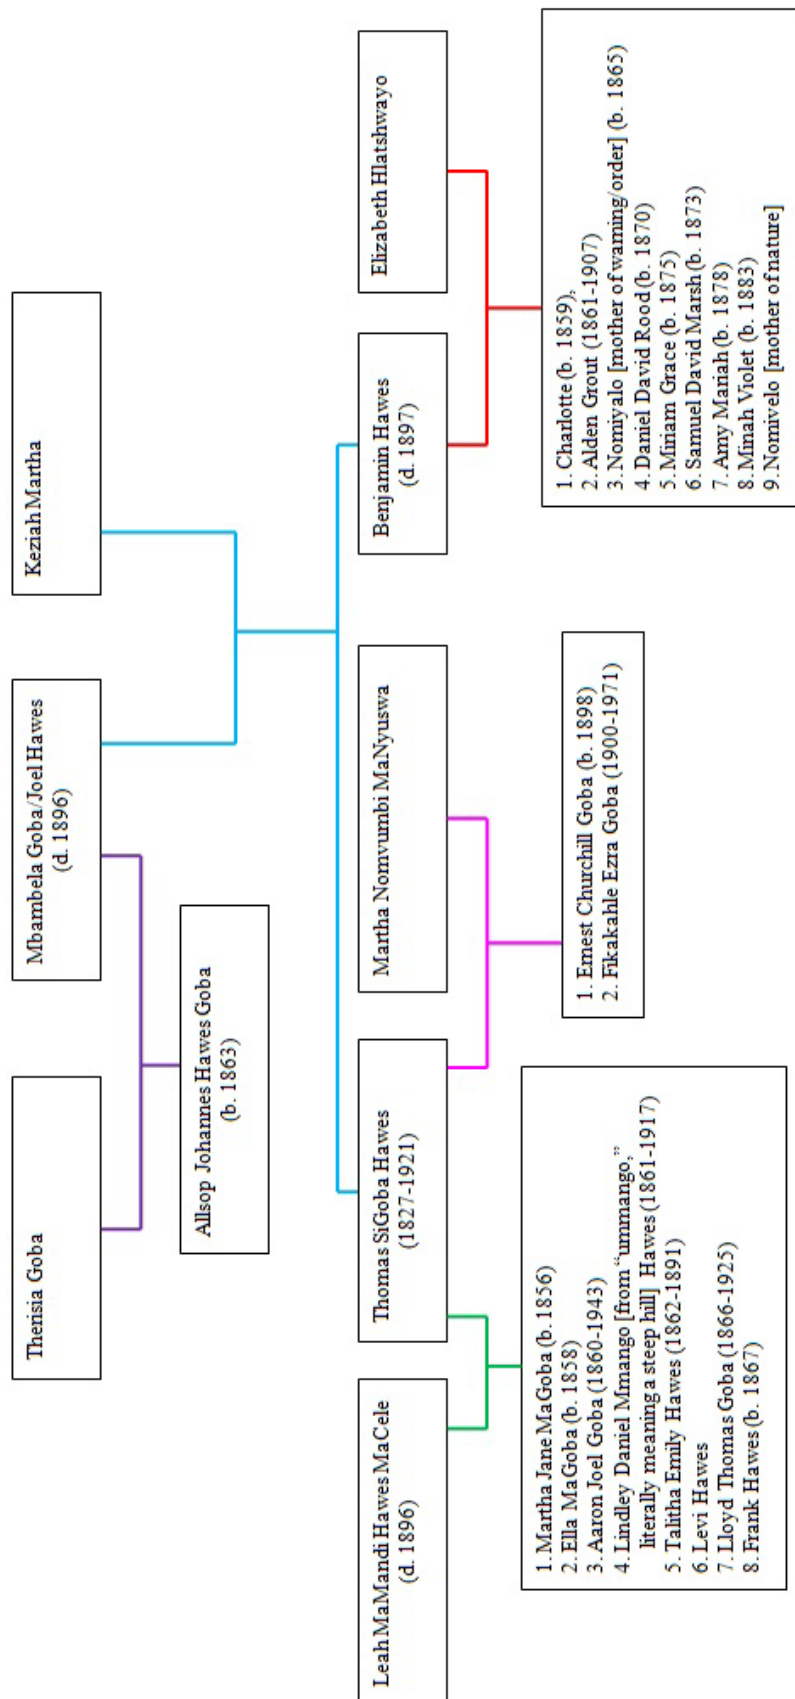 Therisia Goba
Mbambela Goba/Joel Hawes
(d. 1896)
Keziah Martha
Allsop Johannes Hawes Goba
(b. 1863)
Leah MaMandi Hawes MaCele
(d. 1896)
Thomas SiGoba Hawes
(1827-1921)
Martha Nomvumbi MaNyuswa
Benjamin Hawes
(d. 1897)
Elizabeth Hlatshwayo
1. Martha Jane MaGoba (b. 1856)
2. Ella MaGoba (b. 1858)
3. Aaron Joel Goba (1860-1943)
4. Lindley Daniel Mmango [from “ummango,”
literally meaning a steep hill] Hawes (1861-1917)
5. Talitha Emily Hawes (1862-1891)
6. Levi Hawes
7. Lloyd Thomas Goba (1866-1925)
8. Frank Hawes (b. 1867)
1. Ernest Churchill Goba (b. 1898)
2. Fikakahle Ezra Goba (1900-1971)
1. Charlotte (b. 1859),
2. Alden Grout (1861-1907)
3. Nomiyalo [mother of warning/order] (b. 1865)
4. Daniel David Rood (b. 1870)
5. Miriam Grace (b. 1875)
6. Samuel David Marsh (b. 1873)
7. Amy Mariah (b. 1878)
8. Minah Violet (b. 1883)
9. Nomivelo [mother of nature]